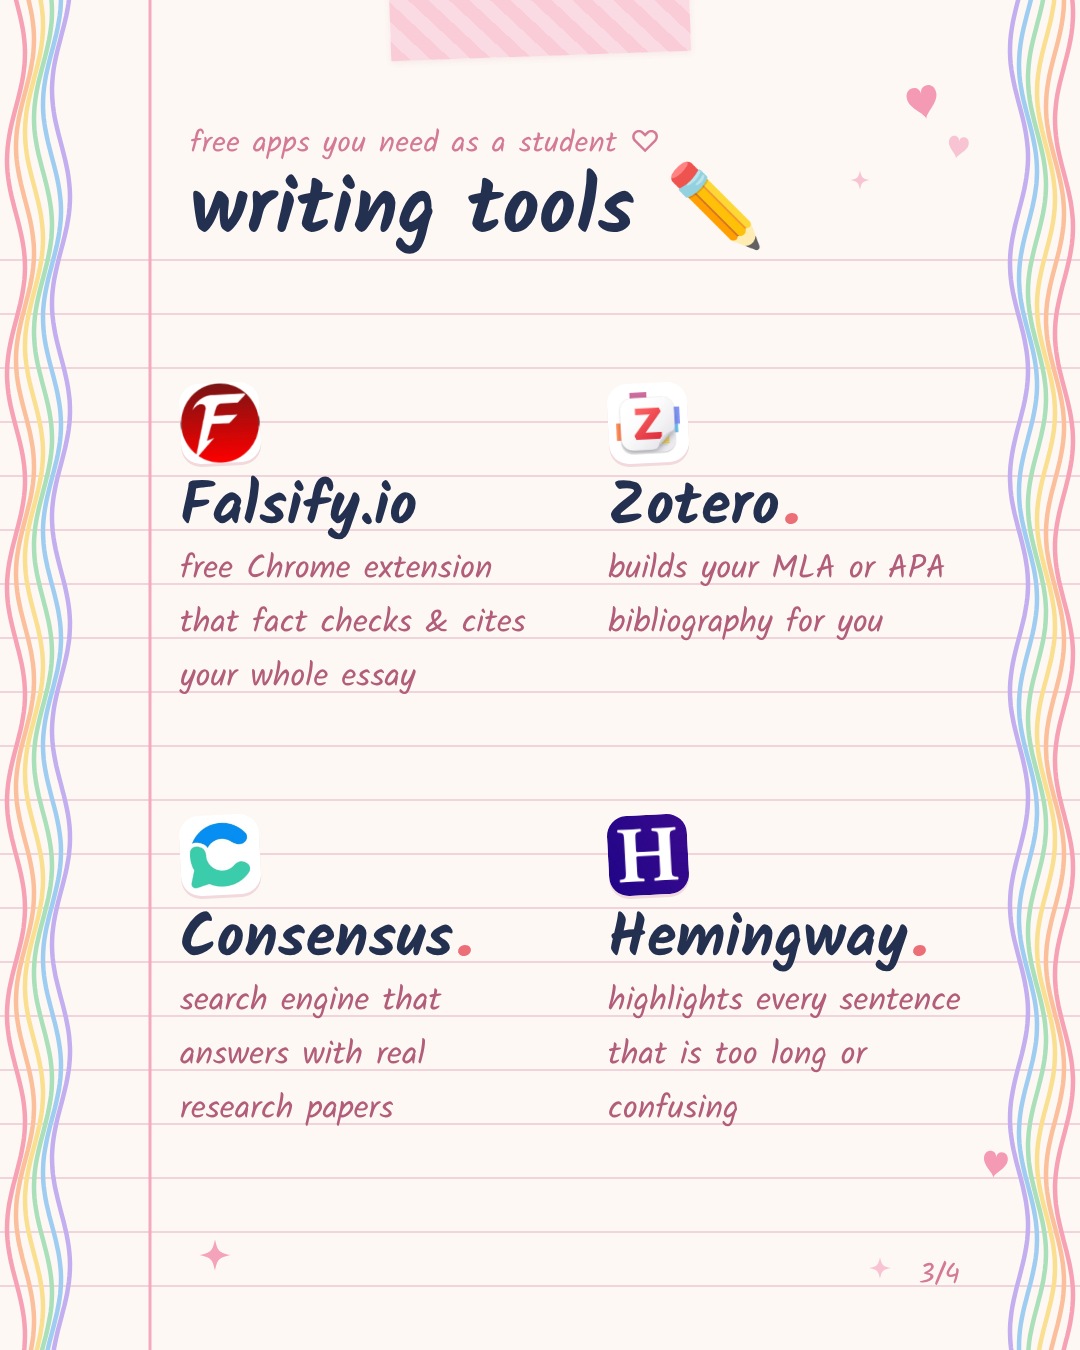 free apps you need as a student ♡
writing tools ✏️
F
Falsify.io
free Chrome extension
that fact checks & cites
your whole essay
Z
Zotero.
builds your MLA or APA
bibliography for you
C
Consensus.
search engine that
answers with real
research papers
H
Hemingway.
highlights every sentence
that is too long or
confusing
3/4